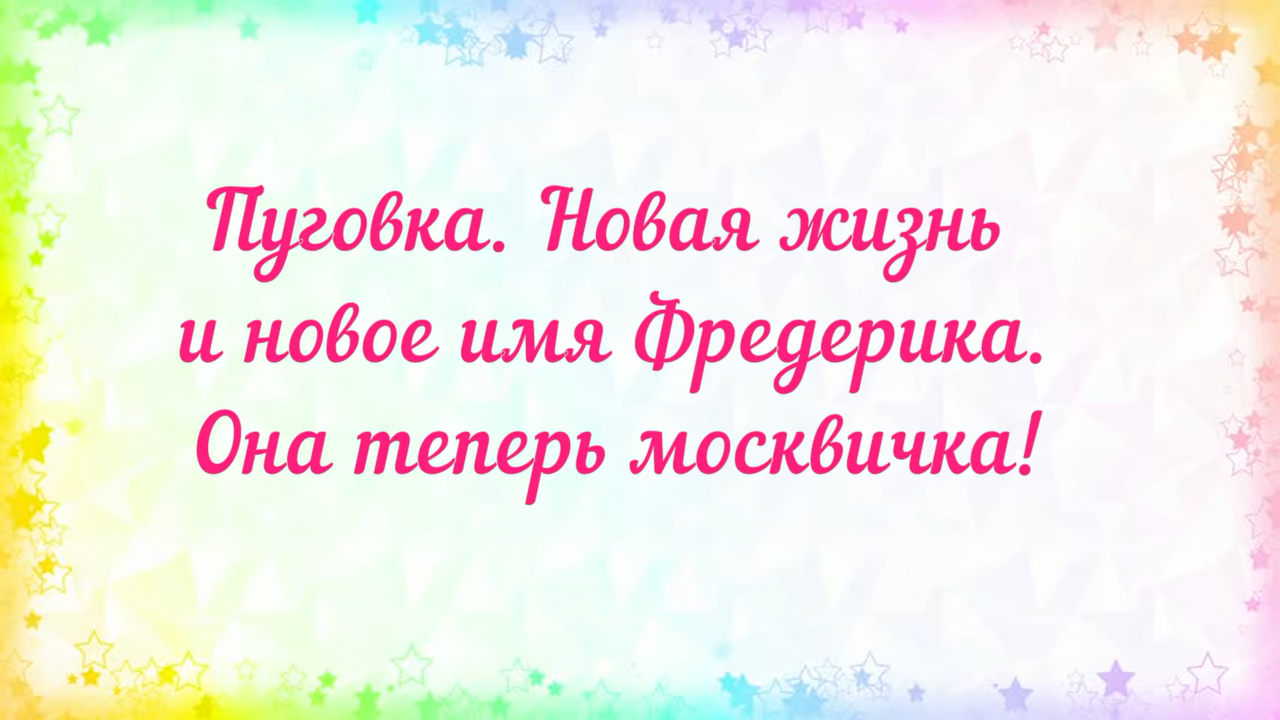 Пуговка. Новая жизнь
и новое имя Фредерика.
Она теперь москвичка!